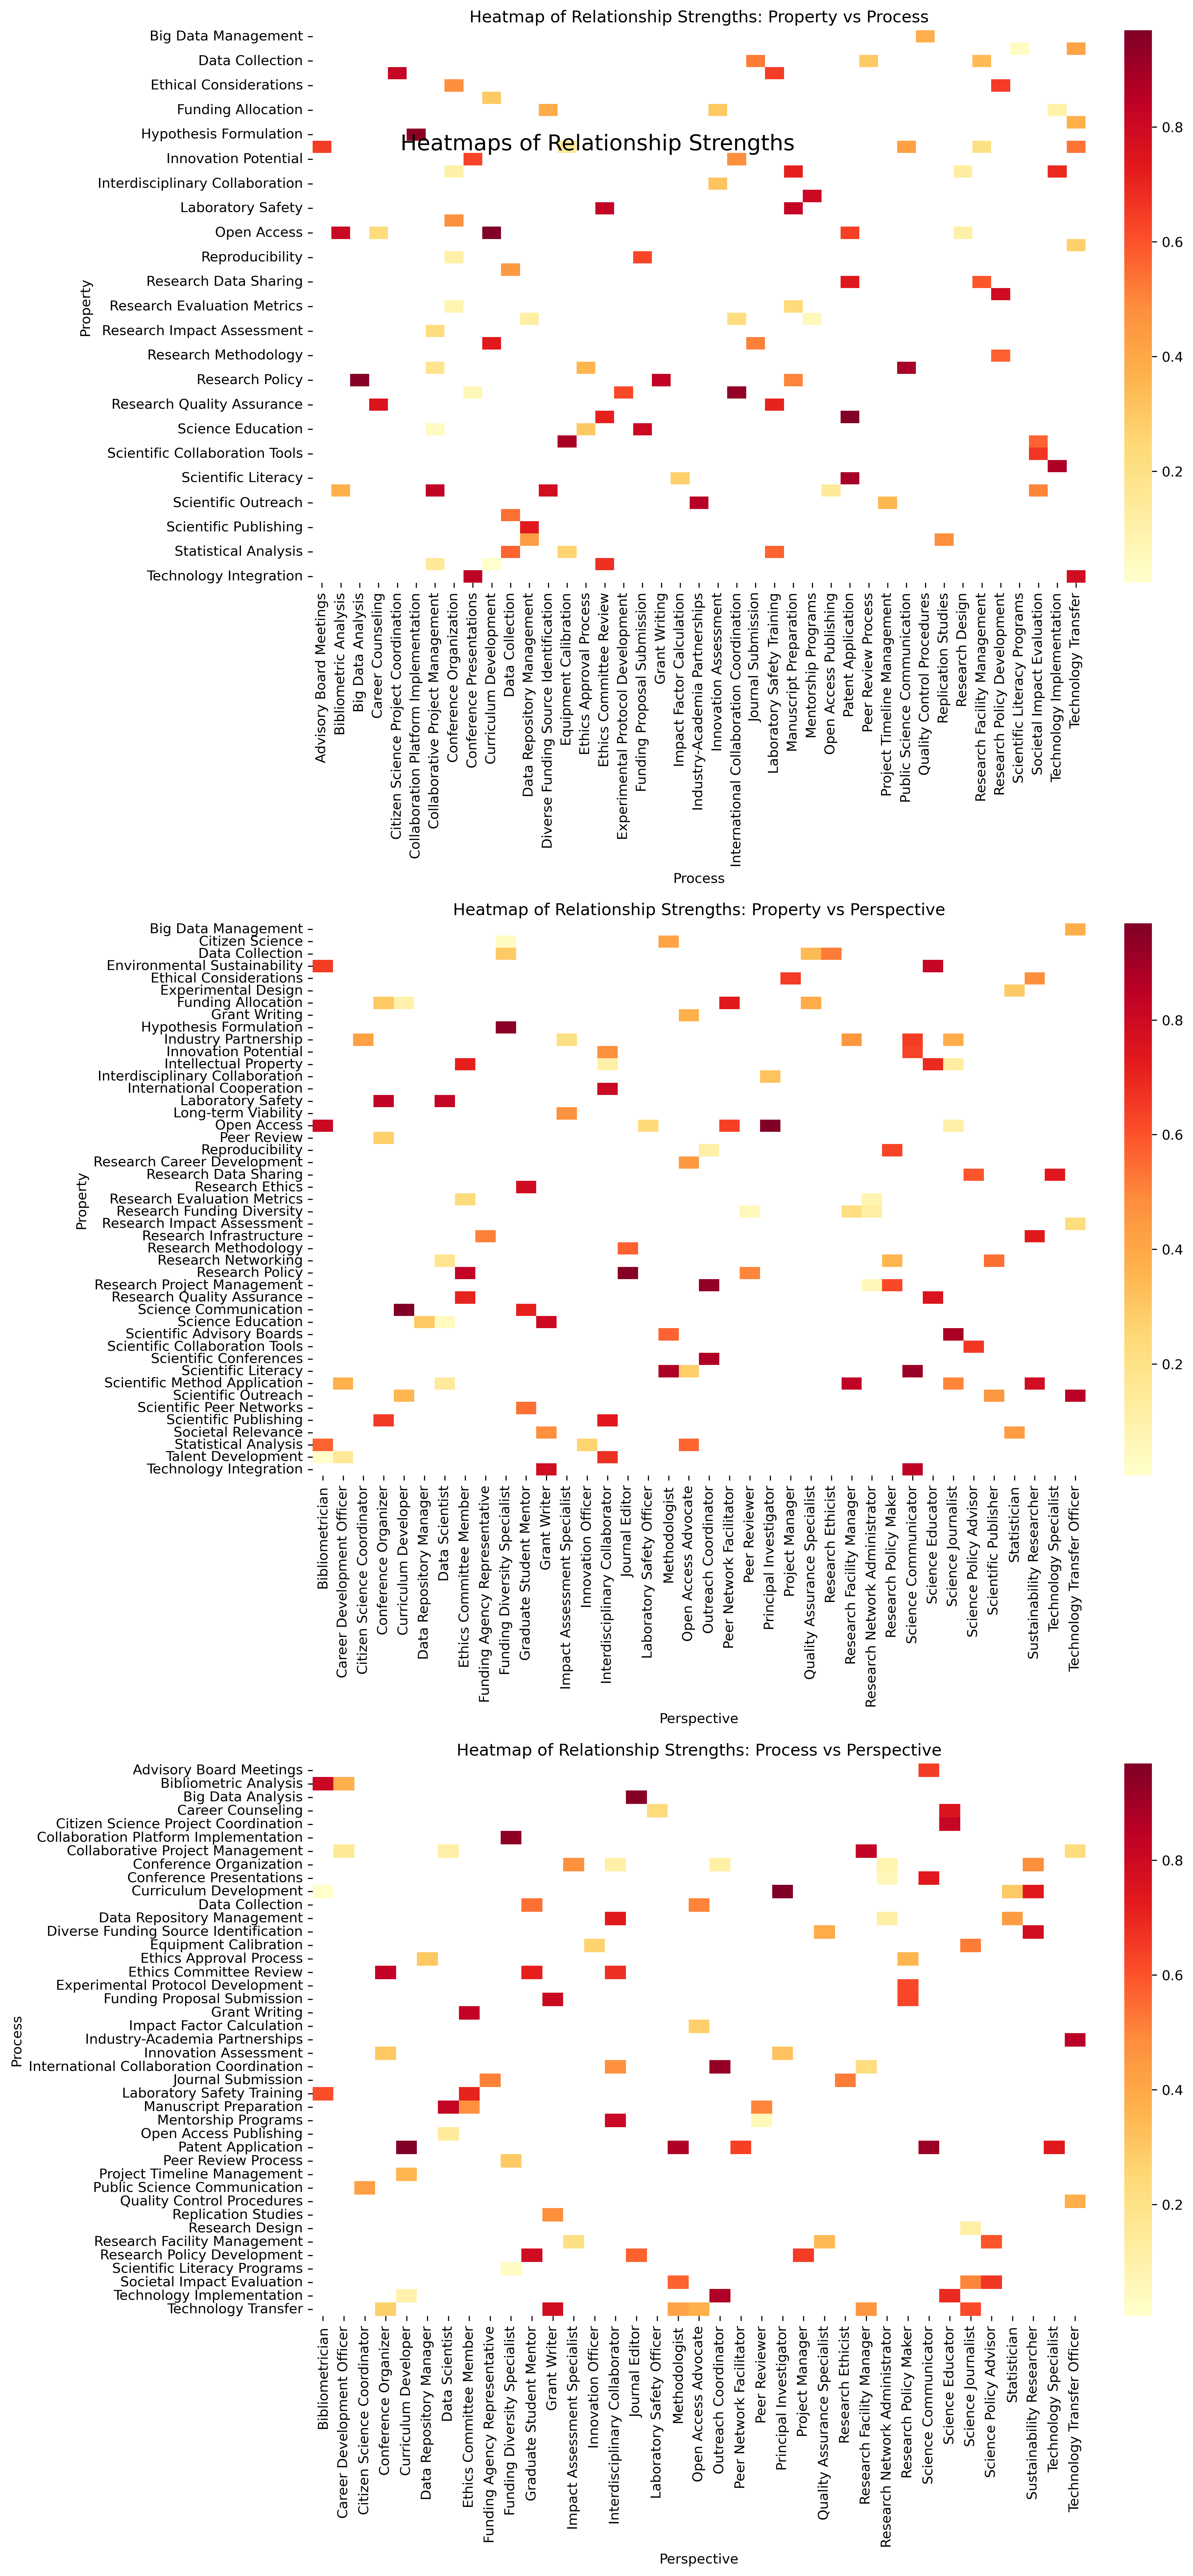 Heatmap of Relationship Strengths: Property vs Process
Big Data Management
Data Collection
Ethical Considerations
Funding Allocation
Hypothesis Formulation
Heatmaps of Relationship Strengths
Innovation Potential
Interdisciplinary Collaboration
Laboratory Safety
Open Access
Reproducibility
Research Data Sharing
Research Evaluation Metrics
Research Impact Assessment
Research Methodology
Research Policy
Research Quality Assurance
Science Education
Scientific Collaboration Tools
Scientific Literacy
Scientific Outreach
Scientific Publishing
Statistical Analysis
Technology Integration
Property
0.8
0.6
0.4
0.2
Advisory Board Meetings
Bibliometric Analysis
Big Data Analysis
Career Counseling
Citizen Science Project Coordination
Collaboration Platform Implementation
Collaborative Project Management
Conference Organization
Conference Presentations
Curriculum Development
Data Collection
Data Repository Management
Diverse Funding Source Identification
Equipment Calibration
Ethics Approval Process
Ethics Committee Review
Experimental Protocol Development
Funding Proposal Submission
Grant Writing
Impact Factor Calculation
Industry-Academia Partnerships
Innovation Assessment
International Collaboration Coordination
Journal Submission
Laboratory Safety Training
Manuscript Preparation
Mentorship Programs
Open Access Publishing
Patent Application
Peer Review Process
Project Timeline Management
Public Science Communication
Quality Control Procedures
Replication Studies
Research Design
Research Facility Management
Research Policy Development
Scientific Literacy Programs
Societal Impact Evaluation
Technology Implementation
Technology Transfer
Process
Heatmap of Relationship Strengths: Property vs Perspective
Big Data Management
Citizen Science
Data Collection
Environmental Sustainability
Ethical Considerations
Experimental Design
Funding Allocation
Grant Writing
Hypothesis Formulation
Industry Partnership
Innovation Potential
Intellectual Property
Interdisciplinary Collaboration
International Cooperation
Laboratory Safety
Long-term Viability
Open Access
Peer Review
Reproducibility
Research Career Development
Research Data Sharing
Research Ethics
Research Evaluation Metrics
Research Funding Diversity
Research Impact Assessment
Research Infrastructure
Research Methodology
Research Networking
Research Policy
Research Project Management
Research Quality Assurance
Science Communication
Science Education
Scientific Advisory Boards
Scientific Collaboration Tools
Scientific Conferences
Scientific Literacy
Scientific Method Application
Scientific Outreach
Scientific Peer Networks
Scientific Publishing
Societal Relevance
Statistical Analysis
Talent Development
Technology Integration
Property
0.8
0.6
0.4
0.2
Bibliometrician
Career Development Officer
Citizen Science Coordinator
Conference Organizer
Curriculum Developer
Data Repository Manager
Data Scientist
Ethics Committee Member
Funding Agency Representative
Funding Diversity Specialist
Graduate Student Mentor
Grant Writer
Impact Assessment Specialist
Innovation Officer
Interdisciplinary Collaborator
Journal Editor
Laboratory Safety Officer
Methodologist
Open Access Advocate
Outreach Coordinator
Peer Network Facilitator
Peer Reviewer
Principal Investigator
Project Manager
Quality Assurance Specialist
Research Ethicist
Research Facility Manager
Research Network Administrator
Research Policy Maker
Science Communicator
Science Educator
Science Journalist
Science Policy Advisor
Scientific Publisher
Statistician
Sustainability Researcher
Technology Specialist
Technology Transfer Officer
Perspective
Heatmap of Relationship Strengths: Process vs Perspective
Advisory Board Meetings
Bibliometric Analysis
Big Data Analysis
Career Counseling
Citizen Science Project Coordination
Collaboration Platform Implementation
Collaborative Project Management
Conference Organization
Conference Presentations
Curriculum Development
Data Collection
Data Repository Management
Diverse Funding Source Identification
Equipment Calibration
Ethics Approval Process
Ethics Committee Review
Experimental Protocol Development
Funding Proposal Submission
Grant Writing
Impact Factor Calculation
Industry-Academia Partnerships
Innovation Assessment
International Collaboration Coordination
Journal Submission
Laboratory Safety Training
Manuscript Preparation
Mentorship Programs
Open Access Publishing
Patent Application
Peer Review Process
Project Timeline Management
Public Science Communication
Quality Control Procedures
Replication Studies
Research Design
Research Facility Management
Research Policy Development
Scientific Literacy Programs
Societal Impact Evaluation
Technology Implementation
Technology Transfer
Process
0.8
0.6
0.4
0.2
Bibliometrician
Career Development Officer
Citizen Science Coordinator
Conference Organizer
Curriculum Developer
Data Repository Manager
Data Scientist
Ethics Committee Member
Funding Agency Representative
Funding Diversity Specialist
Graduate Student Mentor
Grant Writer
Impact Assessment Specialist
Innovation Officer
Interdisciplinary Collaborator
Journal Editor
Laboratory Safety Officer
Methodologist
Open Access Advocate
Outreach Coordinator
Peer Network Facilitator
Peer Reviewer
Principal Investigator
Project Manager
Quality Assurance Specialist
Research Ethicist
Research Facility Manager
Research Network Administrator
Research Policy Maker
Science Communicator
Science Educator
Science Journalist
Science Policy Advisor
Statistician
Sustainability Researcher
Technology Specialist
Technology Transfer Officer
Perspective